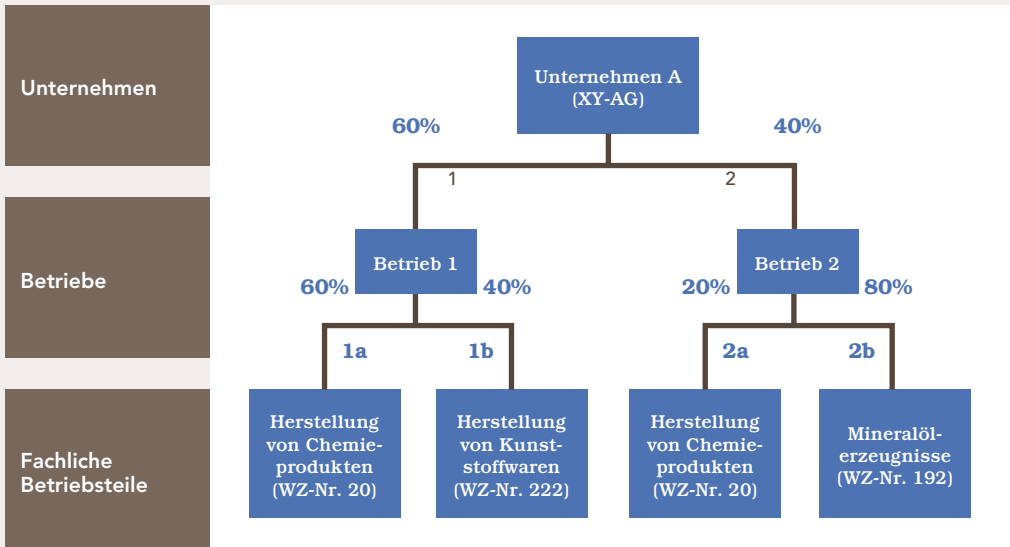 Unternehmen
Unternehmen A
(XY-AG)
60%
40%
1
2
Betriebe
Betrieb 1
Betrieb 2
60%
40%
20%
80%
1a
1b
2a
2b
Fachliche
Betriebsteile
Herstellung
von Chemie-
produkten
(WZ-Nr. 20)
Herstellung
von Kunst-
stoffwaren
(WZ-Nr. 222)
Herstellung
von Chemie-
produkten
(WZ-Nr. 20)
Mineralöl-
erzeugnisse
(WZ-Nr. 192)